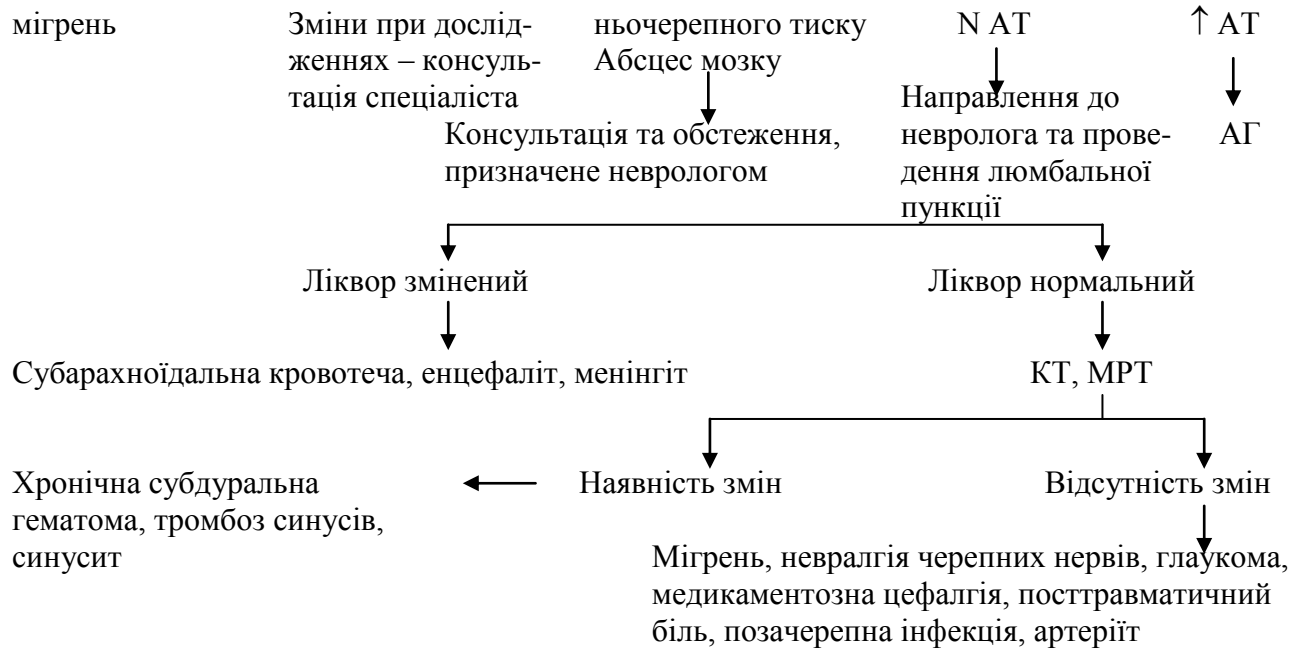 мігрень
Зміни при дослід-
женнях – консуль-
тація спеціаліста
ньочерепного тиску
Абсцес мозку
N АТ
↑ АТ
Консультація та обстеження,
призначене неврологом
Направлення до
невролога та прове-
дення люмбальної
пункції
АГ
Ліквор змінений
Ліквор нормальний
Субарахноїдальна кровотеча, енцефаліт, менінгіт
КТ, МРТ
Хронічна субдуральна
гематома, тромбоз синусів,
синусит
Наявність змін
Відсутність змін
Мігрень, невралгія черепних нервів, глаукома,
медикаментозна цефалгія, посттравматичний
біль, позачерепна інфекція, артеріїт